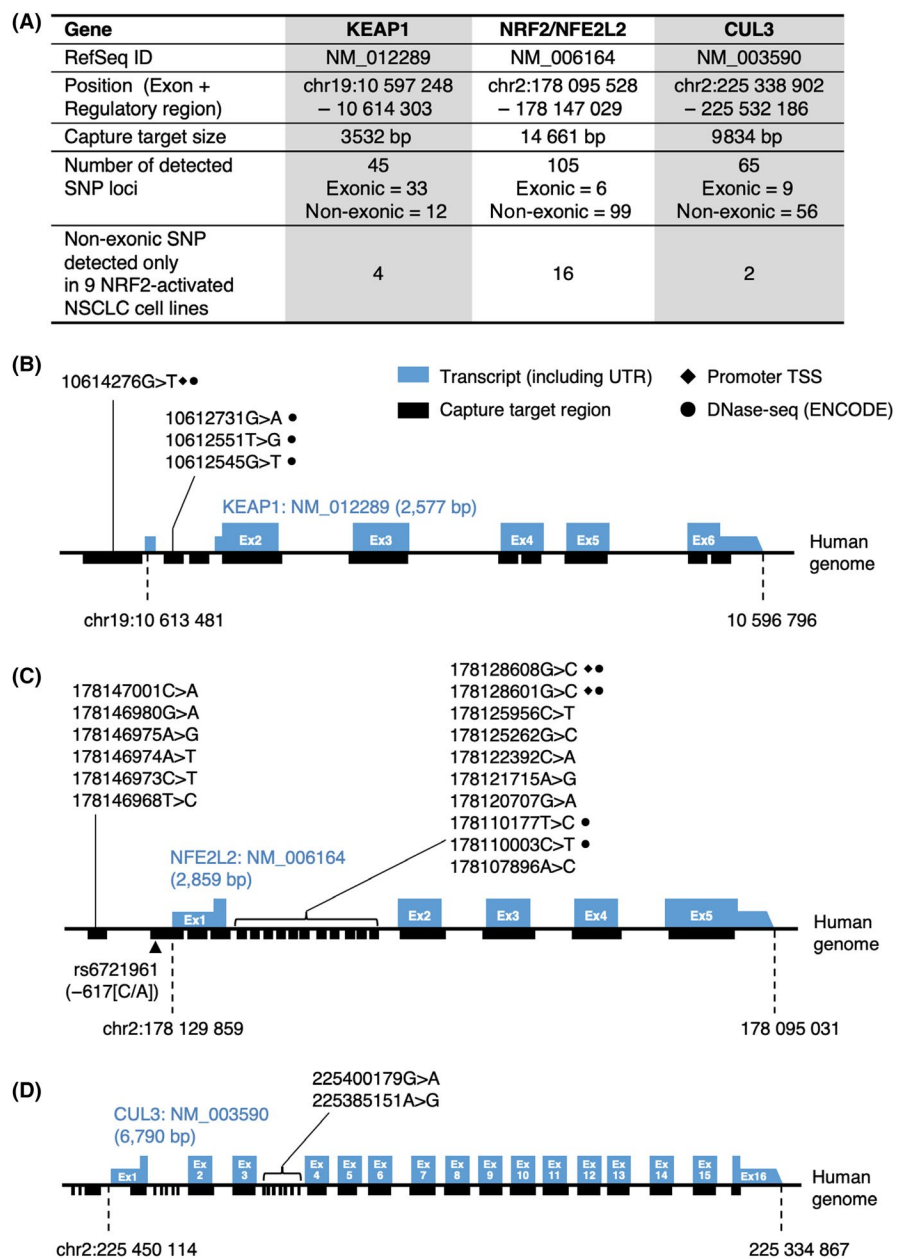 (A)
Gene KEAP1 NRF2/NFE2L2 CUL3
RefSeq ID NM_012289 NM_006164 NM_003590
Position (Exon + chr19:10 597 248 chr2:178 095 528 chr2:225 338 902
Regulatory region) – 10 614 303 – 178 147 029 – 225 532 186
Capture target size 3532 bp 14 661 bp 9834 bp
Number of detected 45 105 65
SNP loci Exonic = 33 Exonic = 6 Exonic = 9
Non-exonic = 12 Non-exonic = 99 Non-exonic = 56
Non-exonic SNP
detected only
in 9 NRF2-activated 4 16 2
NSCLC cell lines
(B)
10614276G>T◆●
10612731G>A ●
10612551T>G ●
10612545G>T ●
Transcript (including UTR)
Capture target region
◆ Promoter TSS
● DNase-seq (ENCODE)
KEAP1: NM_012289 (2,577 bp)
Ex2 Ex3 Ex4 Ex5 Ex6
Human
genome
chr19:10 613 481 10 596 796
(C)
178147001C>A
178146980G>A
178146975A>G
178146974A>T
178146973C>T
178146968T>C
178128608G>C ◆●
178128601G>C ◆●
178125956C>T
178125262G>C
178122392C>A
178121715A>G
178120707G>A
178110177T>C ●
178110003C>T ●
178107896A>C
NFE2L2: NM_006164
(2,859 bp)
Ex1 Ex2 Ex3 Ex4 Ex5
Human
genome
rs6721961
(−617[C/A])
chr2:178 129 859 178 095 031
(D)
225400179G>A
225385151A>G
CUL3: NM_003590
(6,790 bp)
Ex1 Ex 2 Ex 3 Ex 4 Ex 5 Ex 6 Ex 7 Ex 8 Ex 9 Ex 10 Ex 11 Ex 12 Ex 13 Ex 14 Ex 15 Ex16
Human
genome
chr2:225 450 114 225 334 867